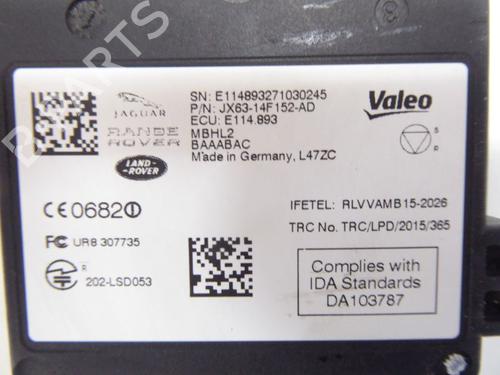 PARTS
SN: E114893271030245
P/N: JX63-14F152-AD
ECU: E114.893
MBHL2
BAAABAC
Made in Germany, L47ZC
JAGUAR
RANGE
ROVER
LAND-
ROVER
Valeo
S
D
CE0682
IFETEL: RLVVAMB15-2026
TRC No. TRC/LPD/2015/365
FC UR8 307735
R
202-LSD053
Complies with
IDA Standards
DA103787